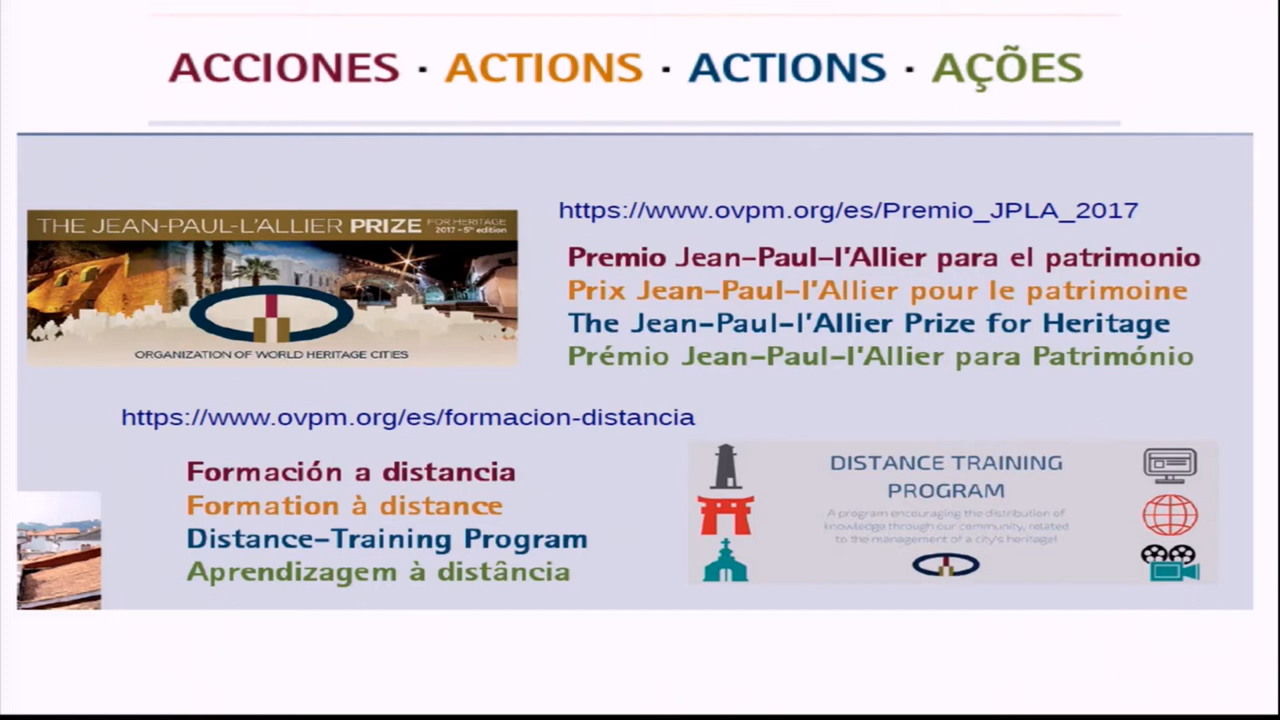 ACCIONES · ACTIONS · ACTIONS · AÇÕES
THE JEAN-PAUL-L'ALLIER PRIZE FOR HERITAGE
2017 - 5th edition
ORGANIZATION OF WORLD HERITAGE CITIES
https://www.ovpm.org/es/Premio_JPLA_2017
Premio Jean-Paul-l'Allier para el patrimonio
Prix Jean-Paul-l'Allier pour le patrimoine
The Jean-Paul-l'Allier Prize for Heritage
Prémio Jean-Paul-l'Allier para Património
https://www.ovpm.org/es/formacion-distancia
Formación a distancia
Formation à distance
Distance-Training Program
Aprendizagem à distância
DISTANCE TRAINING
PROGRAM
A program encouraging the distribution of
knowledge through our community, related
to the management of a city's heritage!